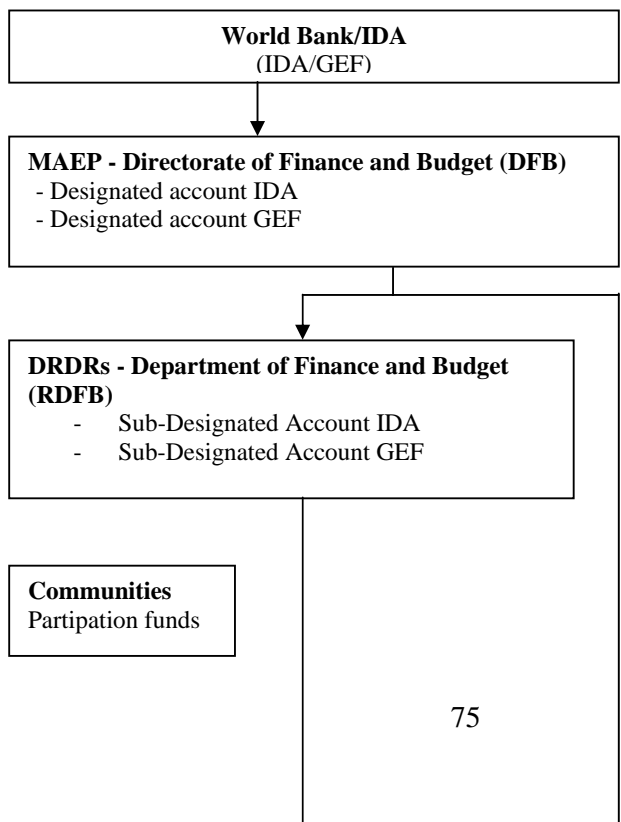 World Bank/IDA
(IDA/GEF)
MAEP - Directorate of Finance and Budget (DFB)
- Designated account IDA
- Designated account GEF
DRDRs - Department of Finance and Budget
(RDFB)
- Sub-Designated Account IDA
- Sub-Designated Account GEF
Communities
Partipation funds
75